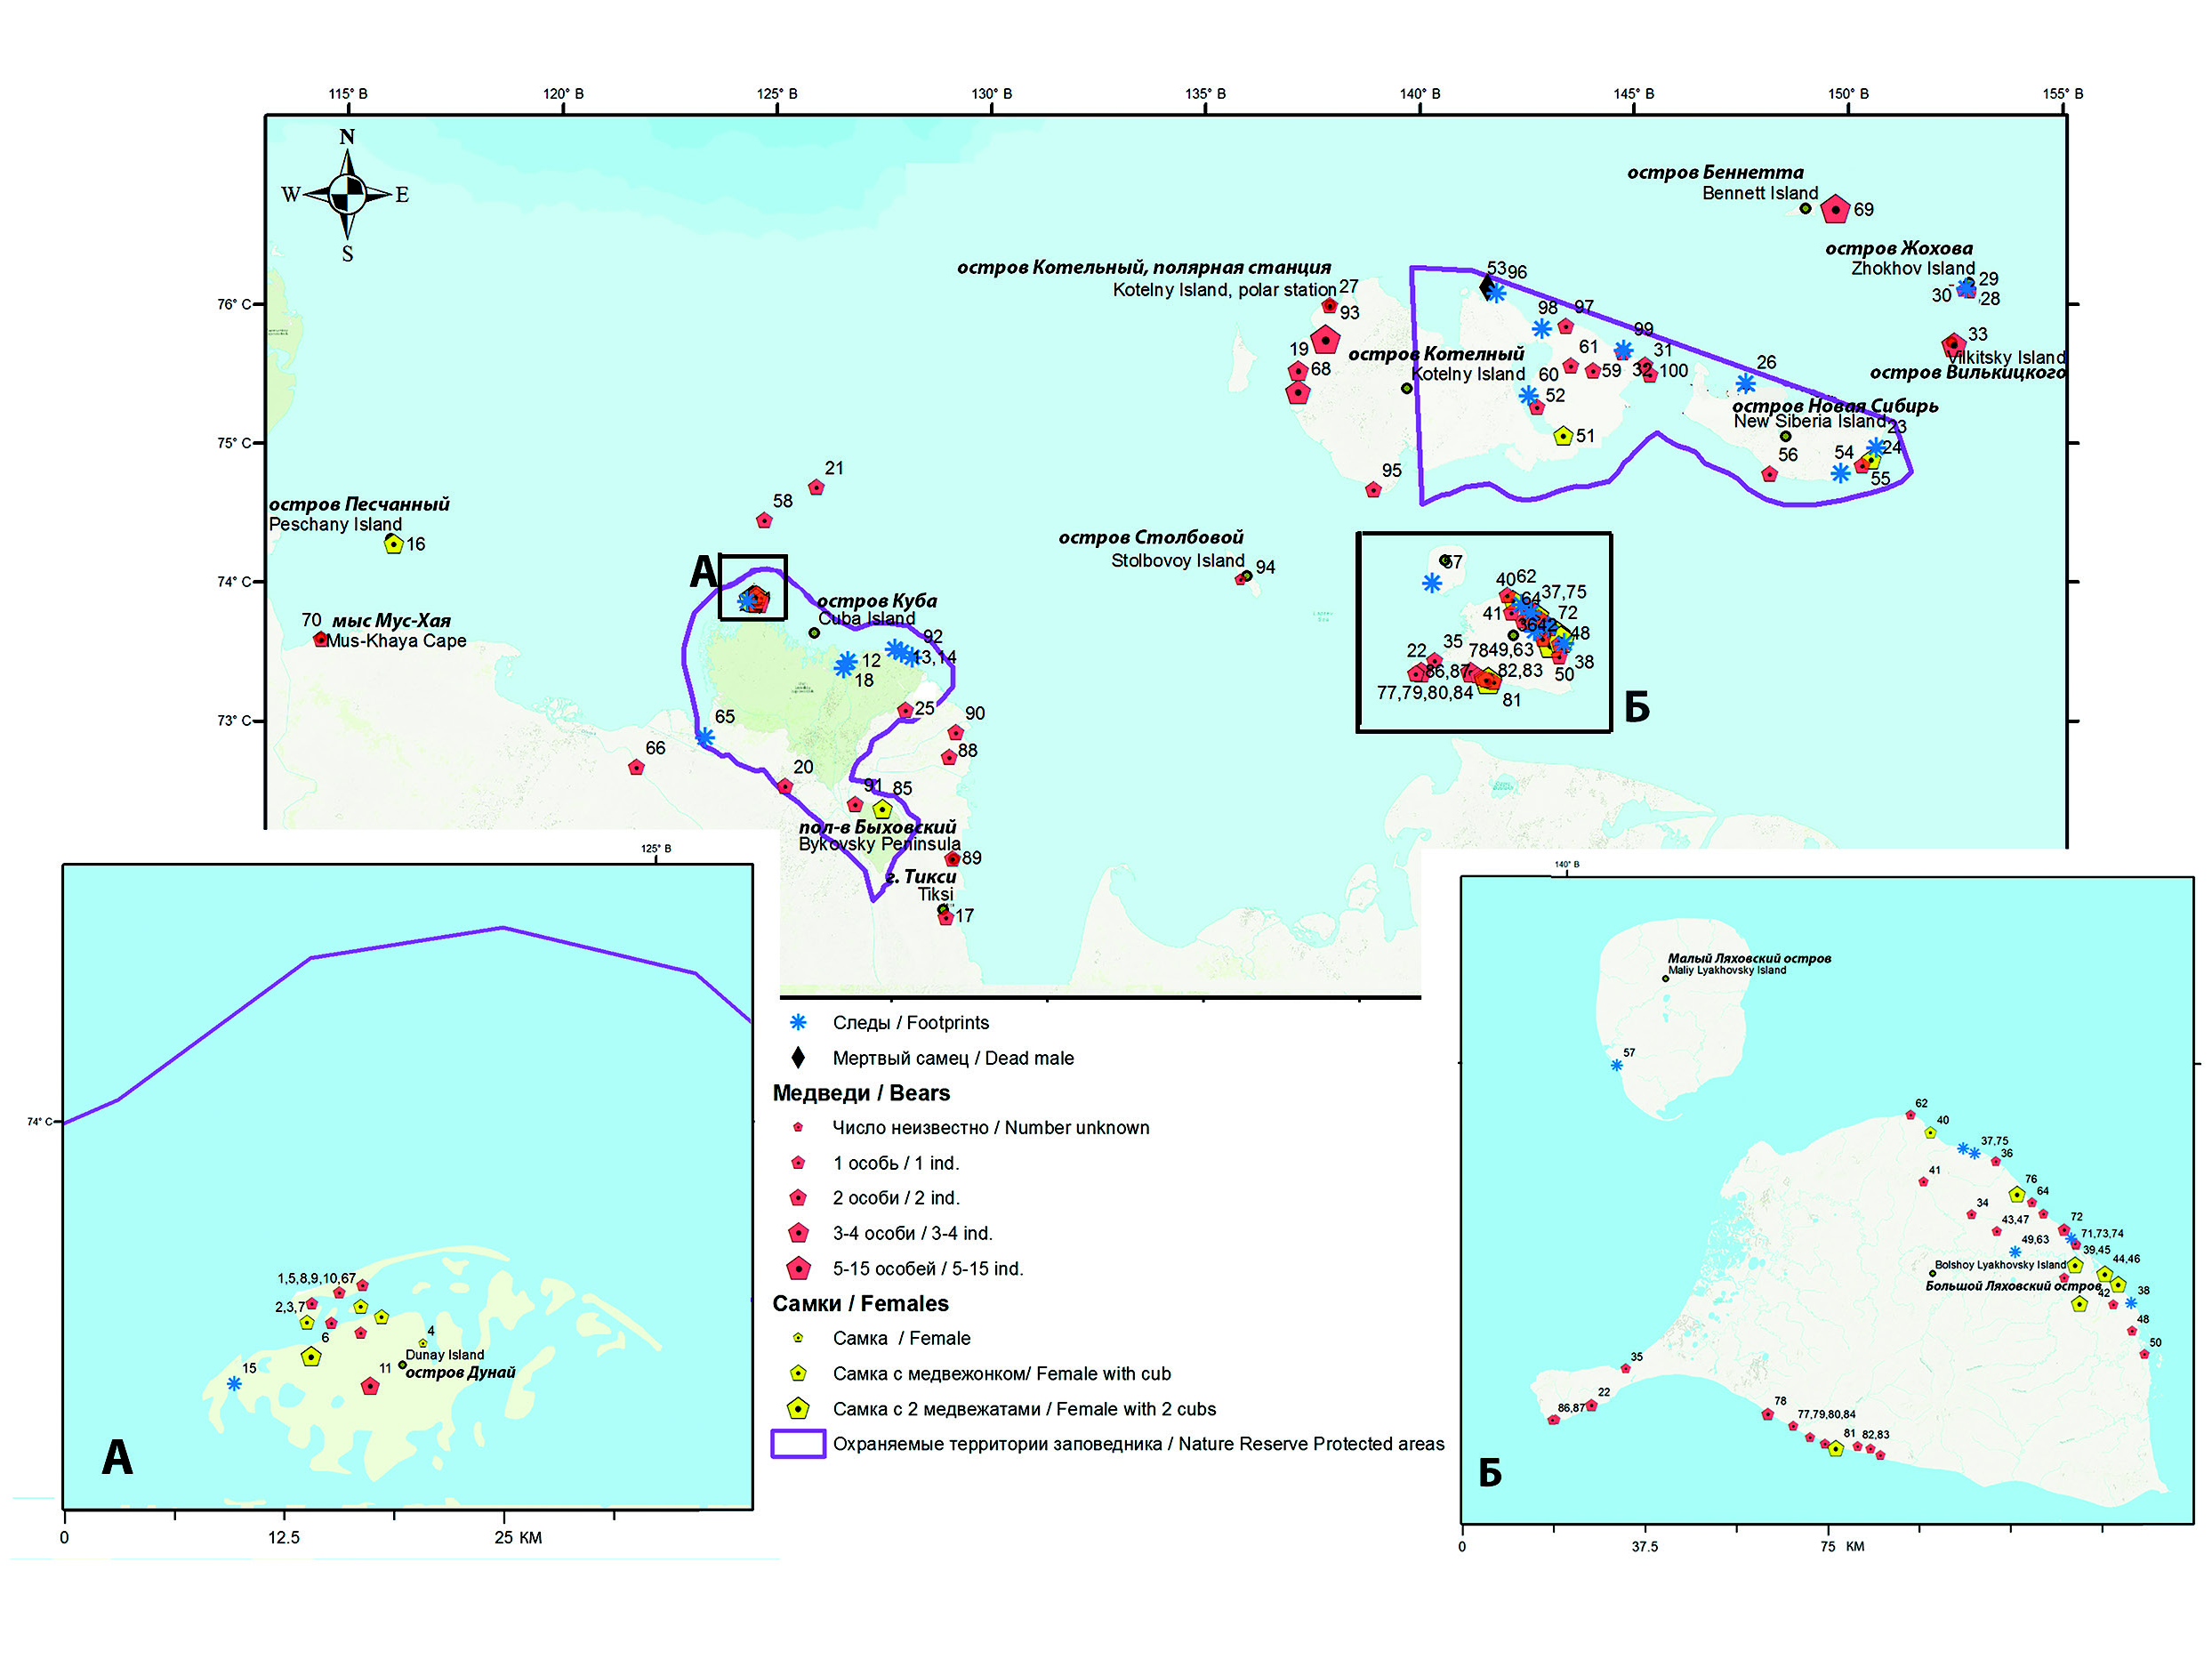 115° В
120° В
125° В
130° В
135° В
140° В
145° В
150° В
155° В
N
W
E
S
76° С
75° С
74° С
73° С
остров Беннетта
Bennett Island
69
остров Жохова
Zhokhov Island
29
30
28
33
Vilkitsky Island
остров Вилькицкого
остров Котельный, полярная станция
Kotelny Island, polar station
27
93
19
68
остров Котелный
Kotelny Island
53
96
98
97
99
61
31
60
59
32
100
52
51
26
остров Новая Сибирь
New Siberia Island
23
24
54
55
56
95
21
58
остров Песчанный
Peschany Island
16
70
мыс Мус-Хая
Mus-Khaya Cape
А
остров Куба
Cuba Island
92
12
13,14
18
остров Столбовой
Stolbovoy Island
94
57
40
62
37,75
64
72
41
48
35
22
7849,63
38
86,87
82,83
50
77,79,80,84
81
Б
65
66
25
90
88
20
91
85
пол-в Быховский
Bykovsky Peninsula
89
г. Тикси
Tiksi
17
125° В
74° С
1,5,8,9,10,67
2,3,7
6
4
Dunay Island
остров Дунай
15
11
А
0
12.5
25 КМ
Следы / Footprints
Мертвый самец / Dead male
Медведи / Bears
Число неизвестно / Number unknown
1 особь / 1 ind.
2 особи / 2 ind.
3-4 особи / 3-4 ind.
5-15 особей / 5-15 ind.
Самки / Females
Самка / Female
Самка с медвежонком/ Female with cub
Самка с 2 медвежатами / Female with 2 cubs
Охраняемые территории заповедника / Nature Reserve Protected areas
140° В
Малый Ляховский остров
Maliy Lyakhovsky Island
57
62
40
37,75
36
41
76
64
34
43,47
72
71,73,74
49,63
39,45
Bolshoy Lyakhovsky Island
44,46
Большой Ляховский остров
42
38
48
50
35
22
86,87
78
77,79,80,84
81
82,83
Б
0
37.5
75 КМ